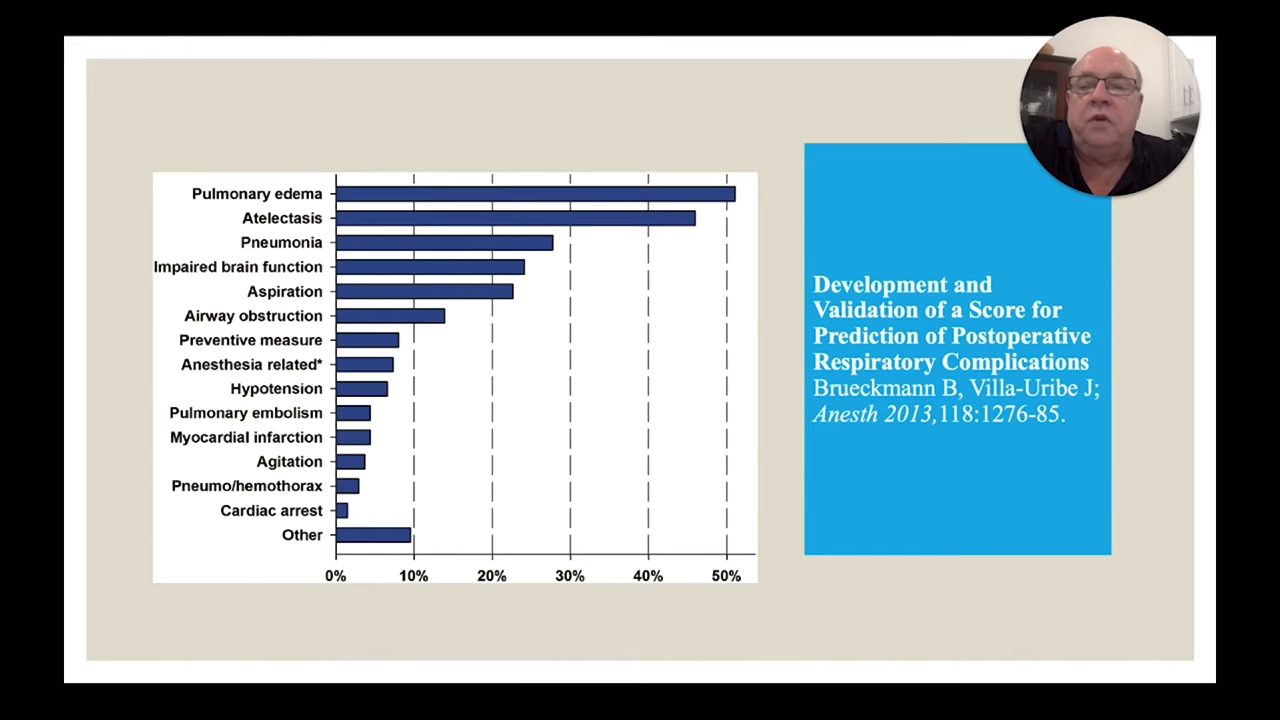 Pulmonary edema
Atelectasis
Pneumonia
Impaired brain function
Aspiration
Airway obstruction
Preventive measure
Anesthesia related*
Hypotension
Pulmonary embolism
Myocardial infarction
Agitation
Pneumo/hemothorax
Cardiac arrest
Other
0% 10% 20% 30% 40% 50%
Development and
Validation of a Score for
Prediction of Postoperative
Respiratory Complications
Brueckmann B, Villa-Uribe J;
Anesth 2013,118:1276-85.